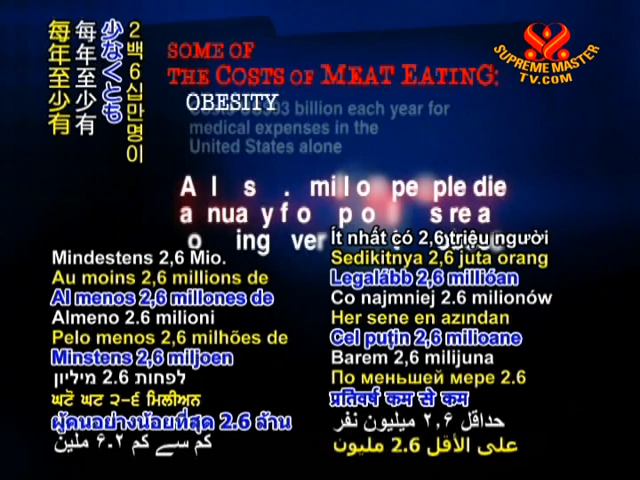 每年至少有
每年至少有
少なくとも
2백6십만명이
SOME OF
THE COSTS OF MEAT EATING:
OBESITY
billion each year for
medical expenses in the
United States alone
SUPREME MASTER
TV.COM
die
Mindestens 2,6 Mio.
Au moins 2,6 millions de
Al menos 2,6 millones de
Almeno 2.6 milioni
Pelo menos 2,6 milhões de
Minstens 2,6 miljoen
לפחות 2.6 מיליון
ਘਟੋ ਘਟ ੨-੬ ਮਿਲੀਅਨ
ผู้คนอย่างน้อยที่สุด 2.6 ล้าน
کم سے کم ۶.۲ ملین
Ít nhất có 2,6 triệu người
Sedikitnya 2,6 juta orang
Legalább 2,6 millióan
Co najmniej 2.6 milionów
Her sene en azından
Cel puţin 2,6 milioane
Barem 2,6 milijuna
По меньшей мере 2.6
प्रतिवर्ष कम से कम
حداقل ۲,۶ میلیون نفر
على الأقل 2.6 مليون